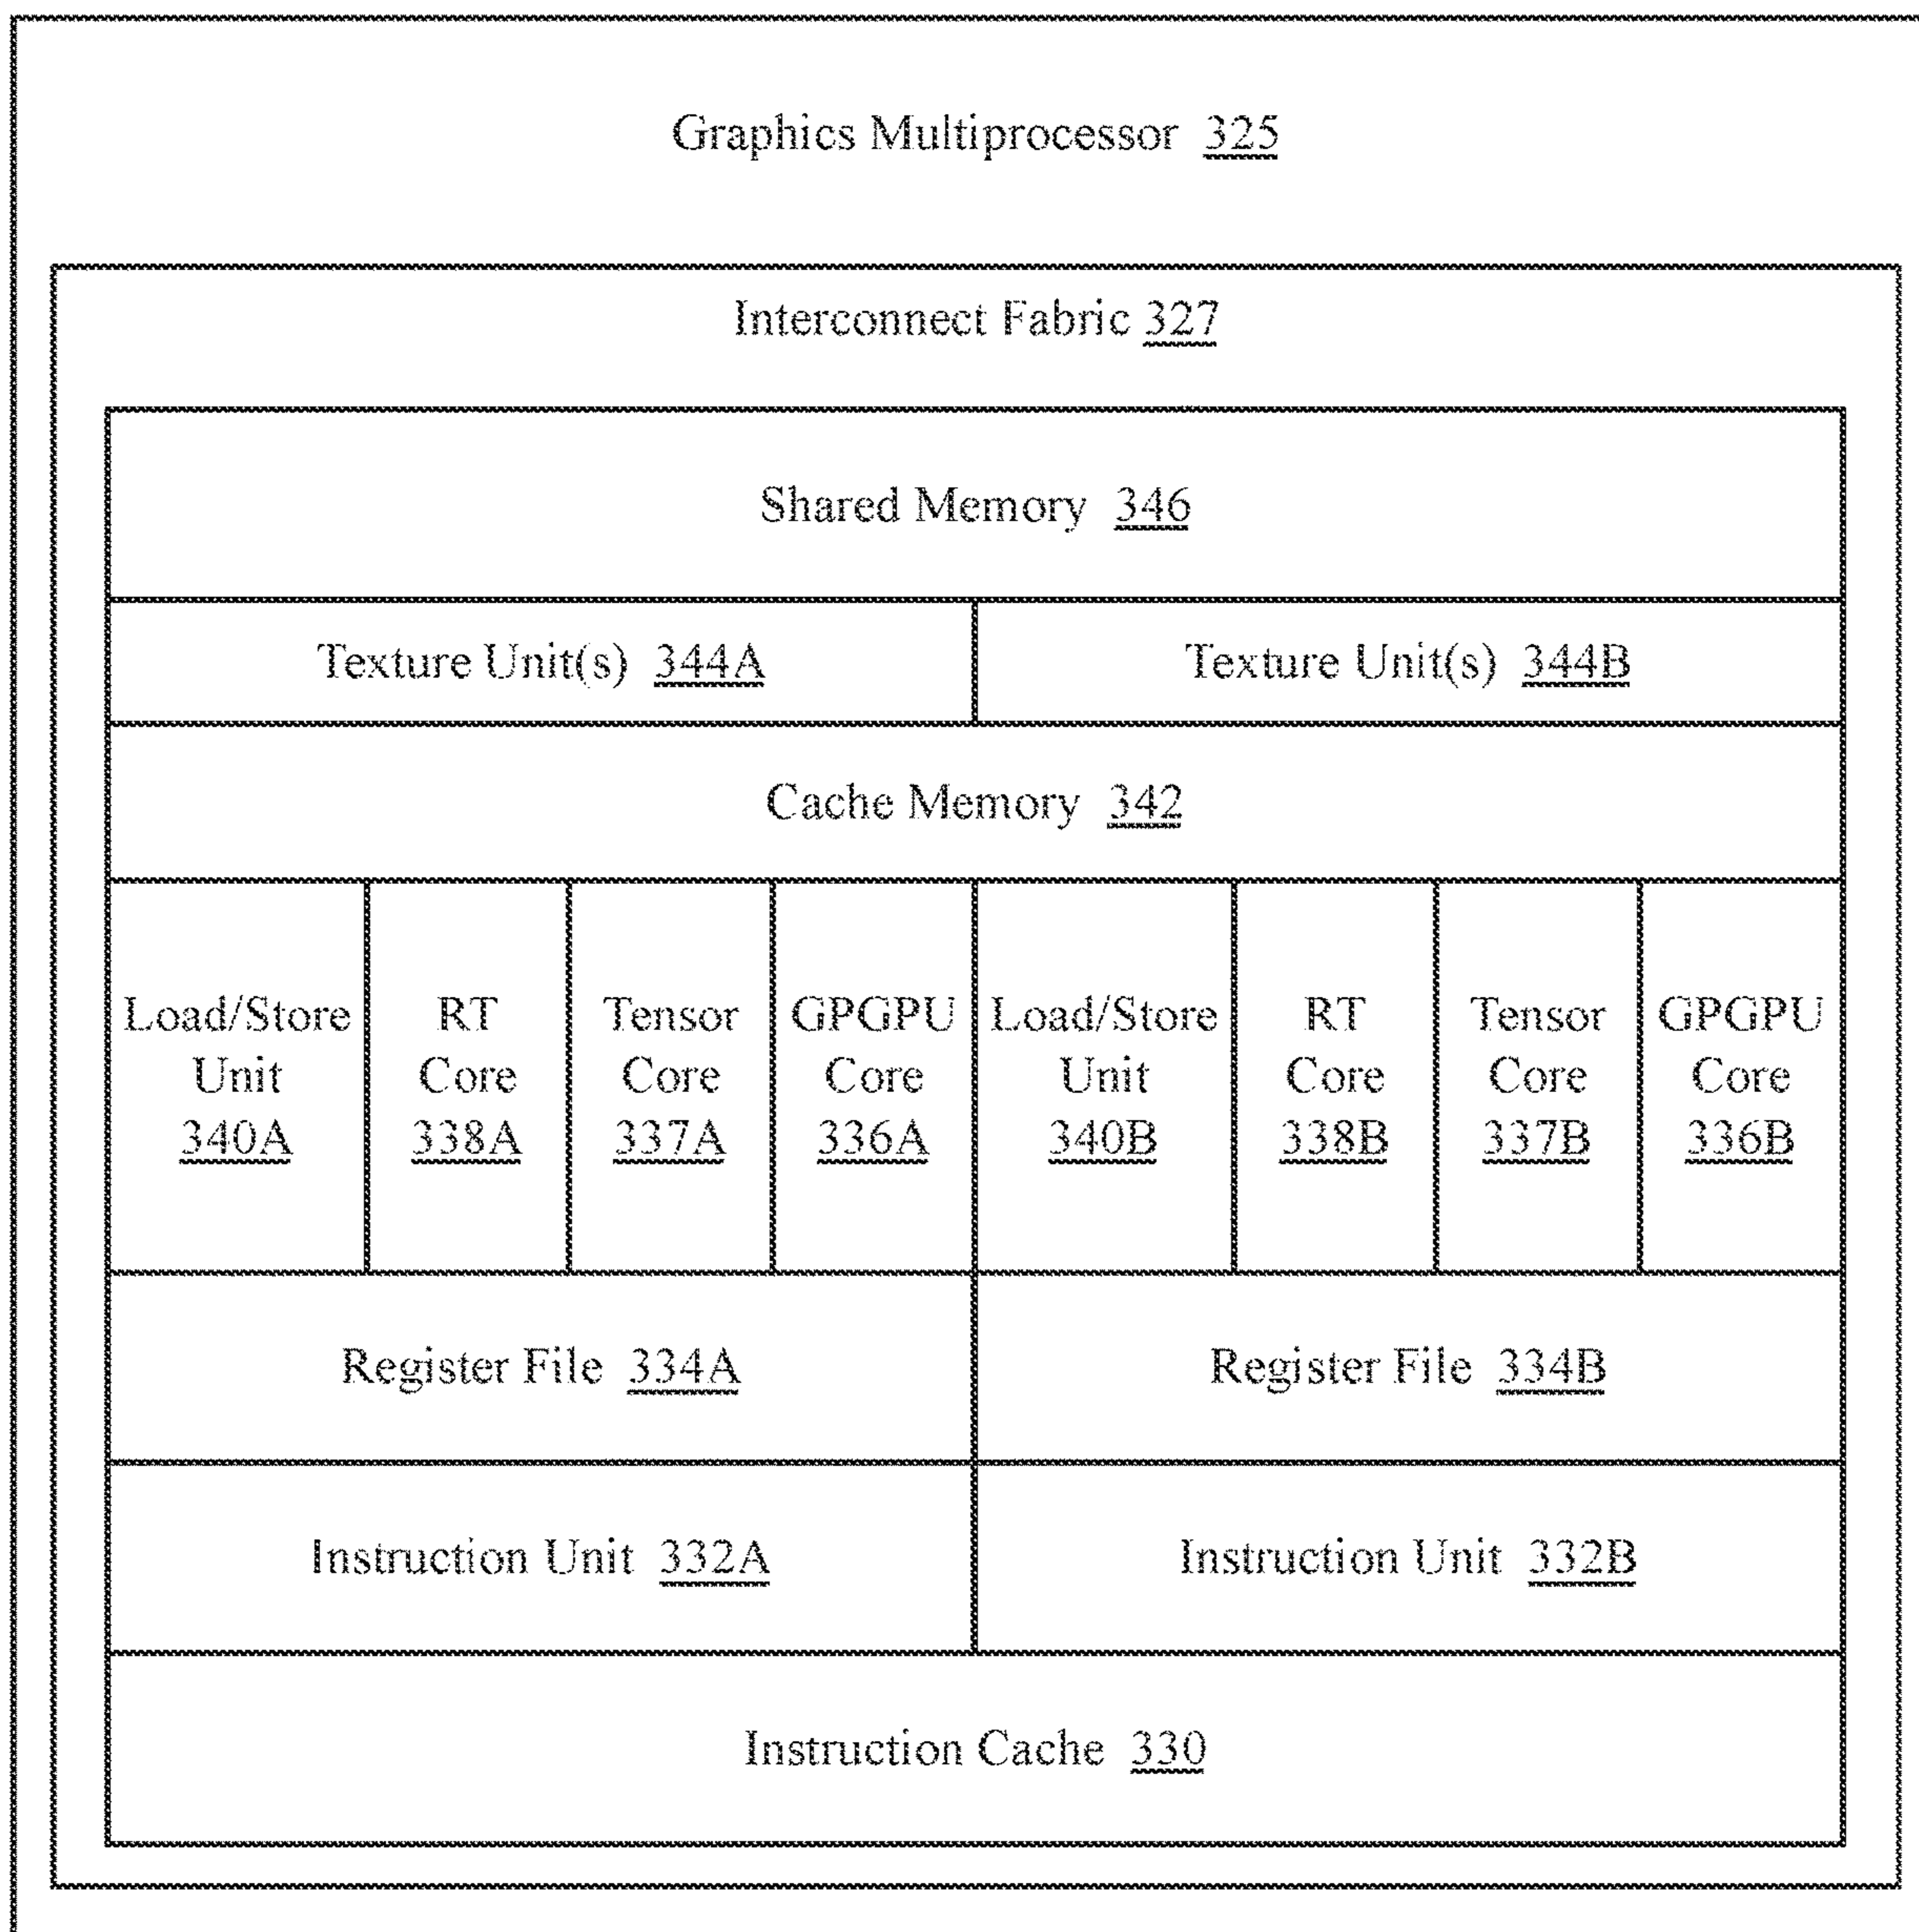 Graphics Multiprocessor 325
Interconnect Fabric 327
Shared Memory 346
Texture Unit(s) 344A
Texture Unit(s) 344B
Cache Memory 342
Load/Store
Unit
340A
RT
Core
338A
Tensor
Core
337A
GPGPU
Core
336A
Load/Store
Unit
340B
RT
Core
338B
Tensor
Core
337B
GPGPU
Core
336B
Register File 334A
Register File 334B
Instruction Unit 332A
Instruction Unit 332B
Instruction Cache 330